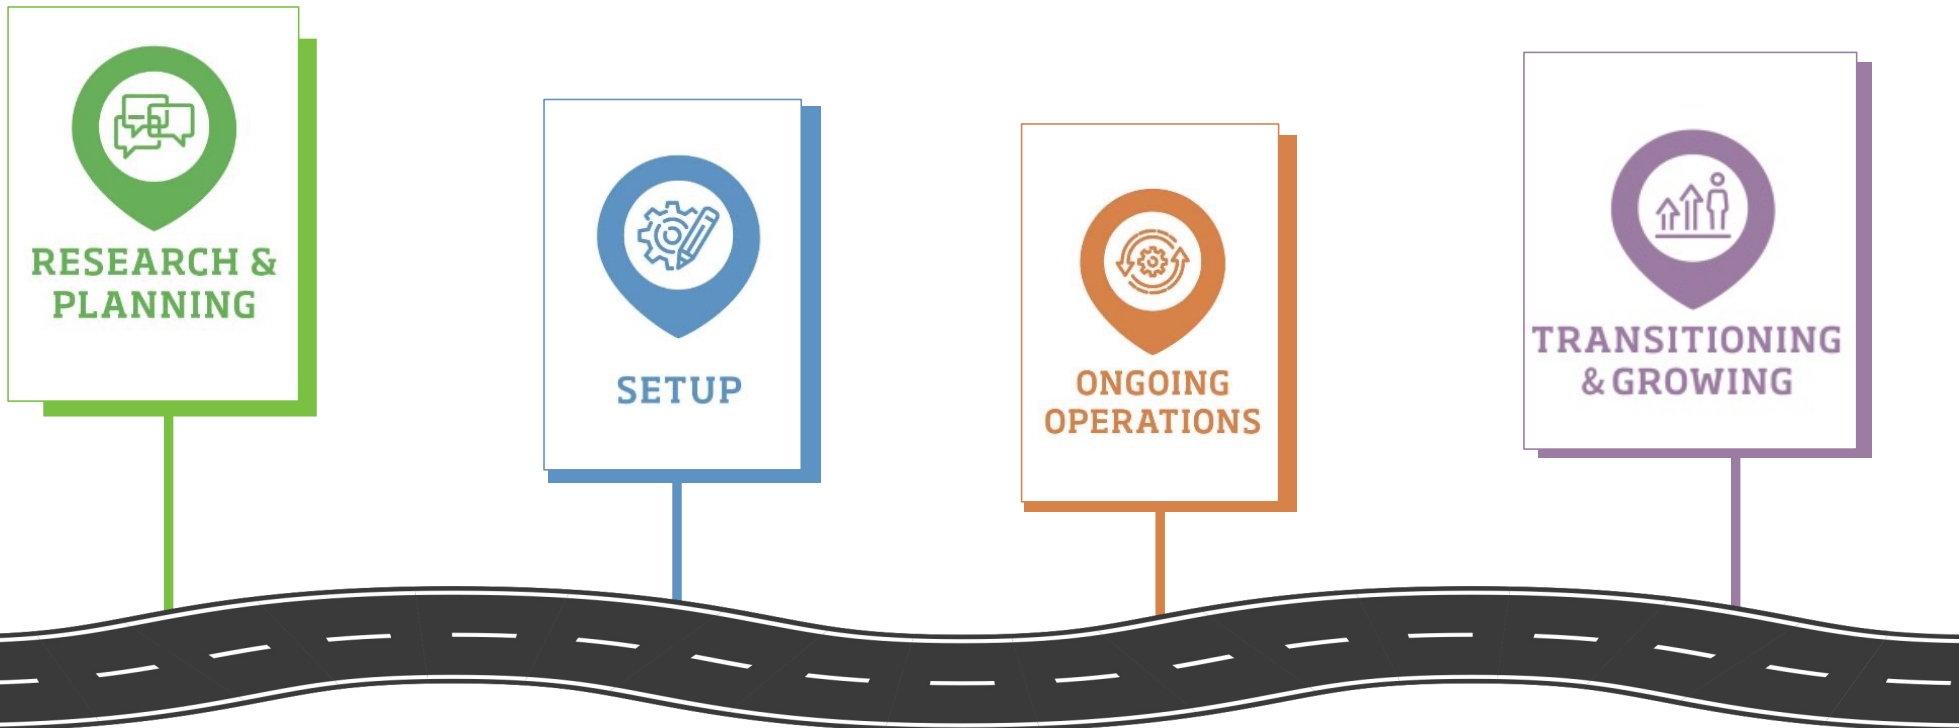 RESEARCH &
PLANNING
SETUP
ONGOING
OPERATIONS
TRANSITIONING
& GROWING